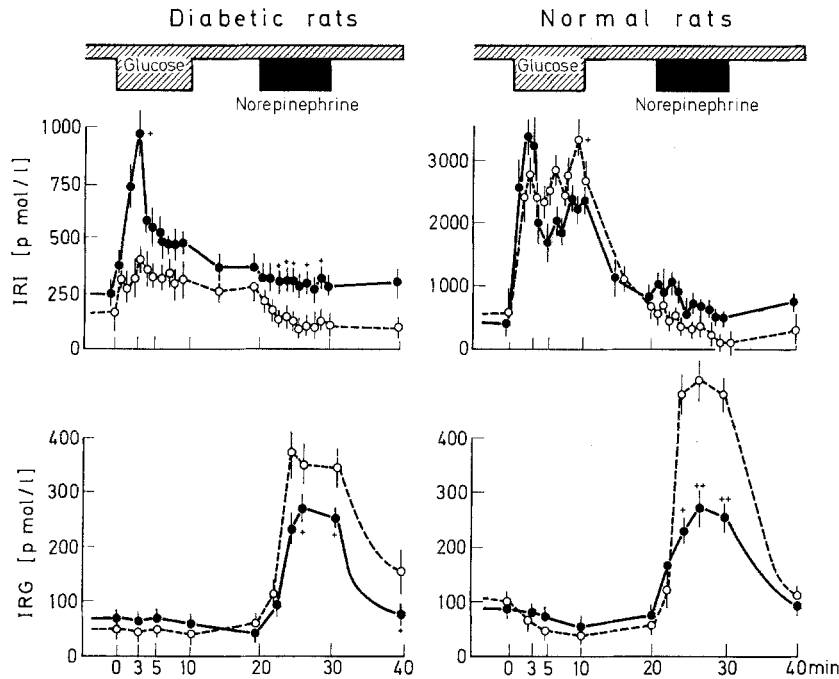 Diabetic rats
Normal rats
Glucose
Norepinephrine
Glucose
Norepinephrine
IRI [p mol/l]
1000
750
500
250
0
+
+ + + + +
3000
2000
1000
0
+
IRG [p mol/l]
400
300
200
100
0
+ +
+
0 3 5 10 20 30 40
400
300
200
100
0
+ ++ ++
0 3 5 10 20 30 40 min